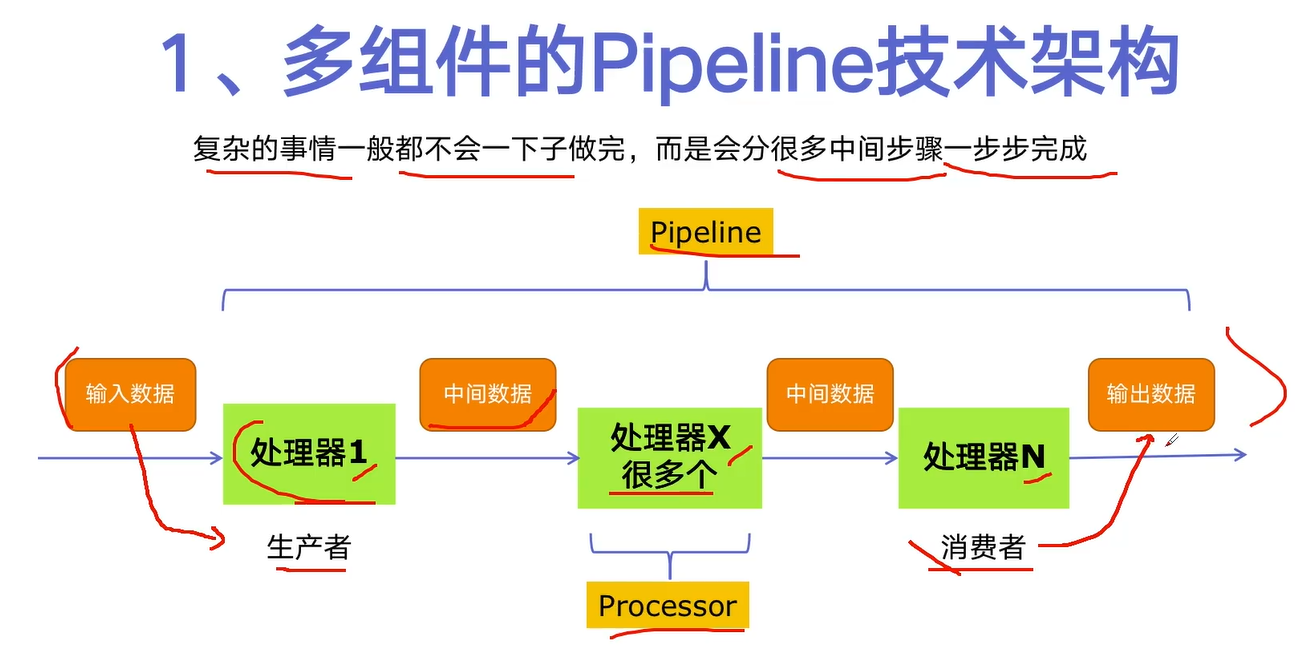 1、多组件的Pipeline技术架构
复杂的事情一般都不会一下子做完，而是会分很多中间步骤一步步完成
Pipeline
输入数据
中间数据
中间数据
输出数据
处理器1
处理器X
很多个
处理器N
生产者
消费者
Processor